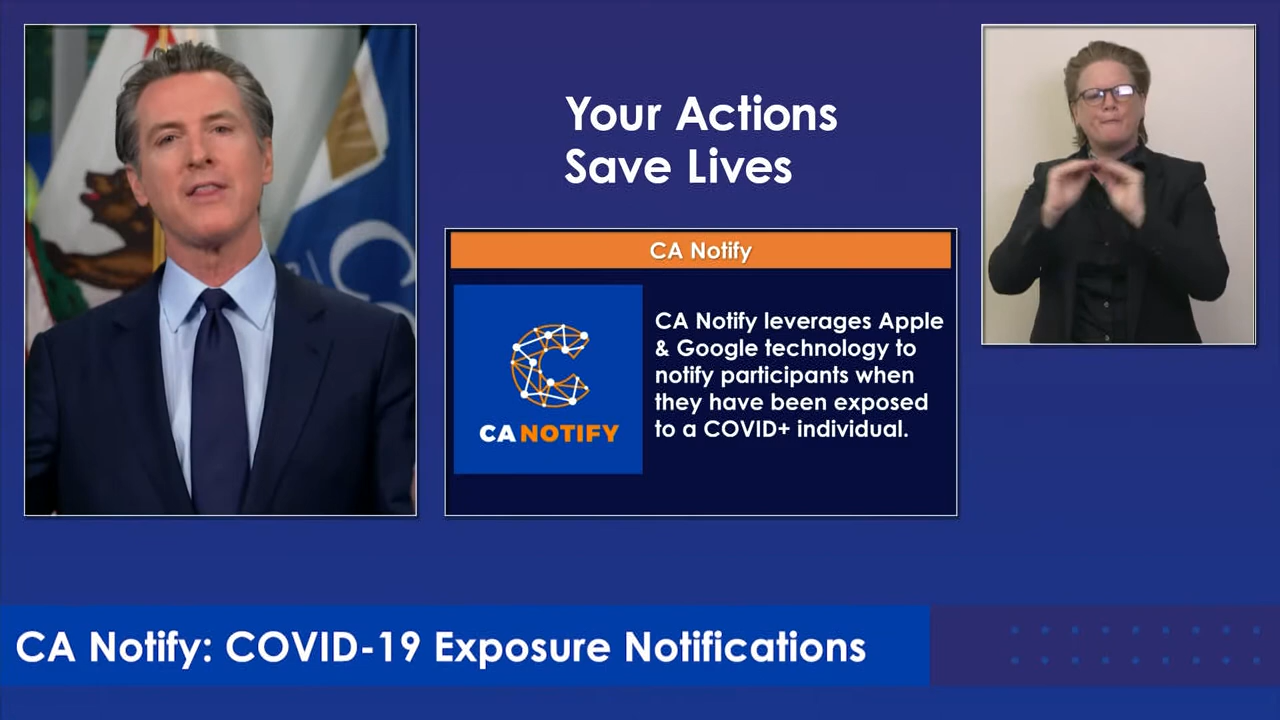 Your Actions
Save Lives
CA Notify
CA Notify leverages Apple
& Google technology to
notify participants when
they have been exposed
to a COVID+ individual.
CA NOTIFY
CA Notify: COVID-19 Exposure Notifications